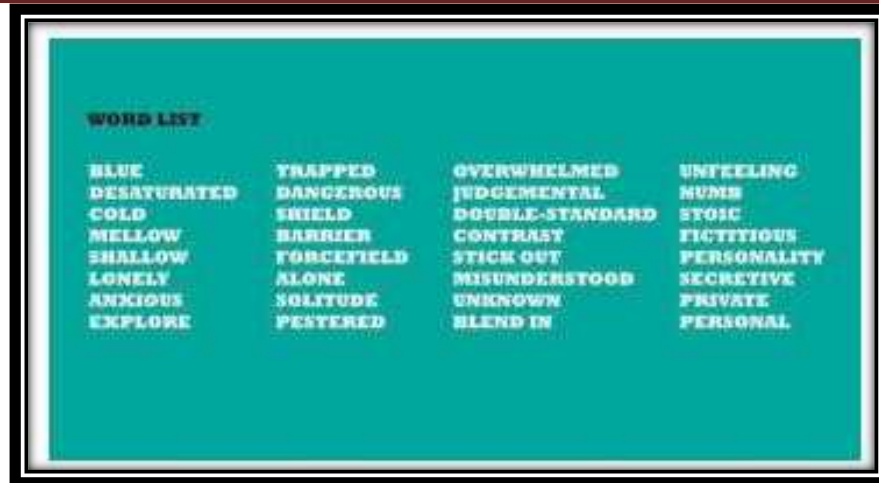 WORD LIST
BLUE TRAPPED OVERWHELMED UNFEELING
DESATURATED DANGEROUS JUDGEMENTAL NUMB
COLD SHIELD DOUBLE-STANDARD STOIC
MELLOW BARRIER CONTRAST FICTITIOUS
SHALLOW FORCEFIELD STICK OUT PERSONALITY
LONELY ALONE MISUNDERSTOOD SECRETIVE
ANXIOUS SOLITUDE UNKNOWN PRIVATE
EXPLORE PESTERED BLEND IN PERSONAL